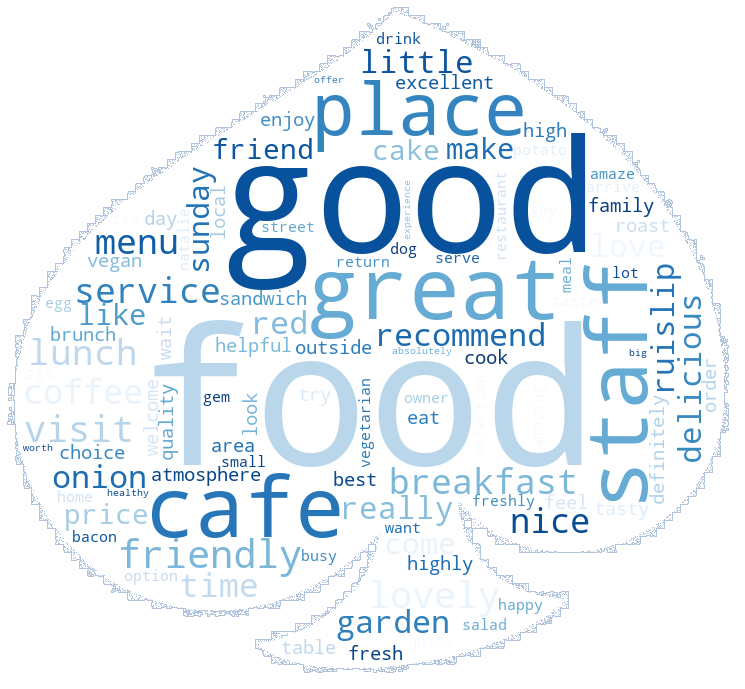 drink
little
offer
excellent
place
enjoy
high
friend
cake
make
potato
good
sunday
local
natalie
day
street
experience
restaurant
amaze
arrive
family
roast
menu
vegan
dog
serve
return
love
lot
meal
service
sandwich
great
taste
staff
ruislip
delicious
egg
like
red
recommend
brunch
wait
helpful
outside
absolutely
cook
big
lunch
food
coffee
gem
try
owner
order
visit
welcome
quality
look
eat
vegetarian
definitely
worth
choice
area
small
onion
atmosphere
best
breakfast
home
healthy
cafe
really
freshly
feel
tasty
price
nice
bacon
want
friendly
busy
come
highly
option
time
lovely
happy
garden
salad
table
fresh